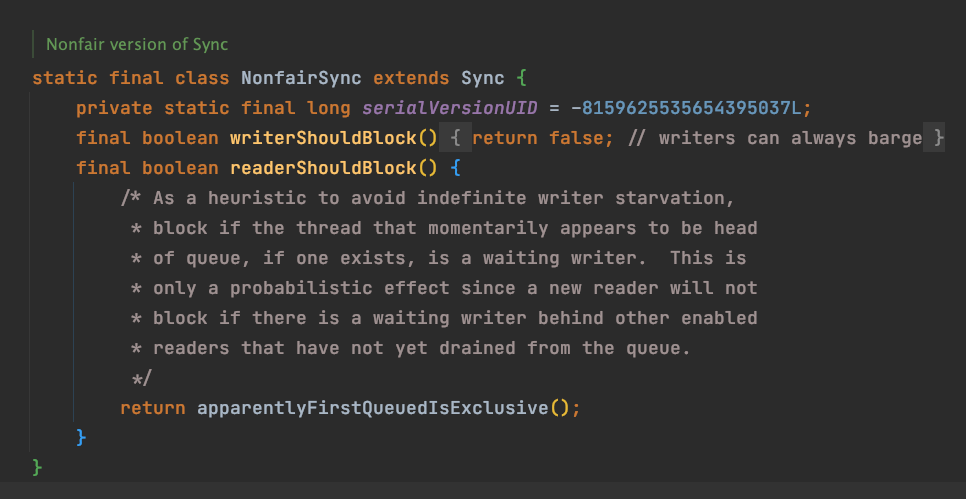 Nonfair version of Sync
static final class NonfairSync extends Sync {
    private static final long serialVersionUID = -8159625535654395037L;
    final boolean writerShouldBlock() { return false; // writers can always barge }
    final boolean readerShouldBlock() {
        /* As a heuristic to avoid indefinite writer starvation,
         * block if the thread that momentarily appears to be head
         * of queue, if one exists, is a waiting writer.  This is
         * only a probabilistic effect since a new reader will not
         * block if there is a waiting writer behind other enabled
         * readers that have not yet drained from the queue.
         */
        return apparentlyFirstQueuedIsExclusive();
    }
}